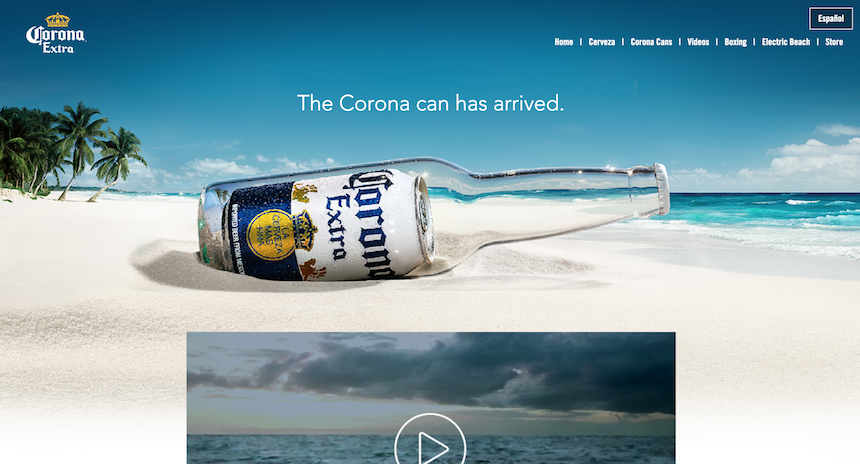 Español
Corona
Extra
Home | Cerveza | Corona Cans | Videos | Boxing | Electric Beach | Store
The Corona can has arrived.
Corona
Extra
LA
CERVEZA
MAS
FINA
IMPORTED BEER FROM MEXICO